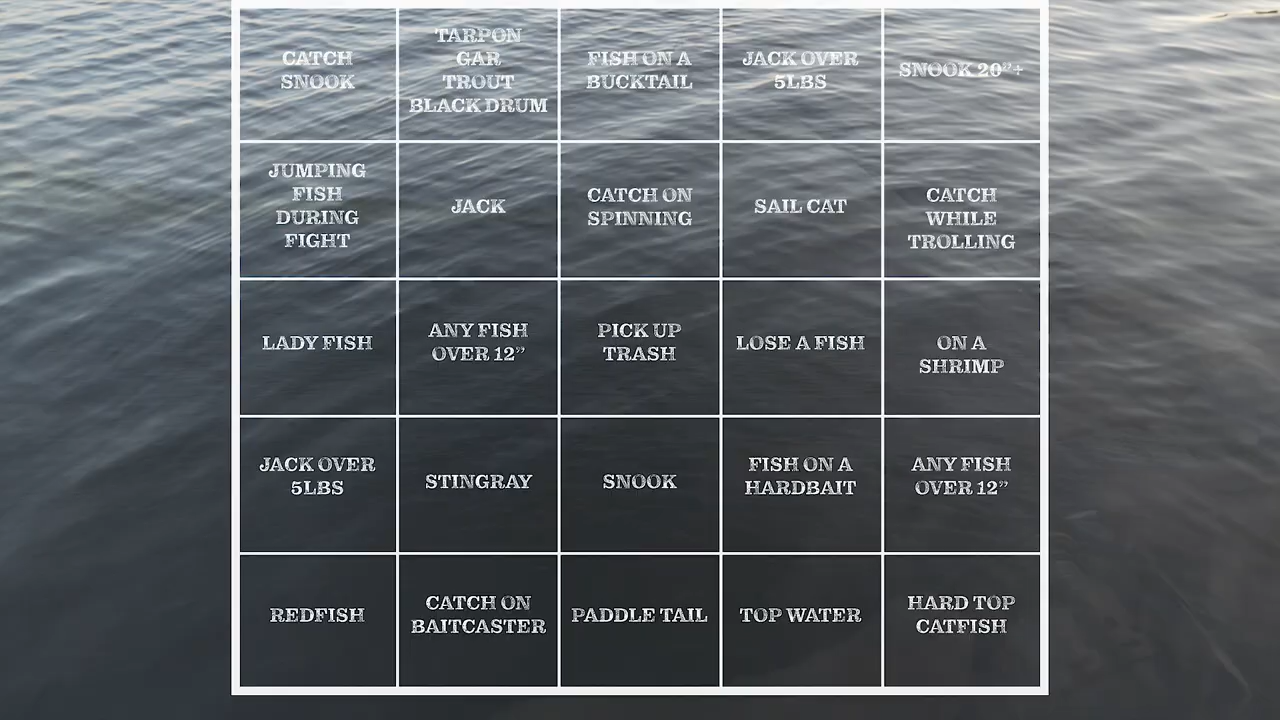 CATCH
SNOOK
TARPON
GAR
TROUT
BLACK DRUM
FISH ON A
BUCKTAIL
JACK OVER
5LBS
SNOOK 20”+
JUMPING
FISH
DURING
FIGHT
JACK
CATCH ON
SPINNING
SAIL CAT
CATCH
WHILE
TROLLING
LADY FISH
ANY FISH
OVER 12”
PICK UP
TRASH
LOSE A FISH
ON A
SHRIMP
JACK OVER
5LBS
STINGRAY
SNOOK
FISH ON A
HARDBAIT
ANY FISH
OVER 12”
REDFISH
CATCH ON
BAITCASTER
PADDLE TAIL
TOP WATER
HARD TOP
CATFISH